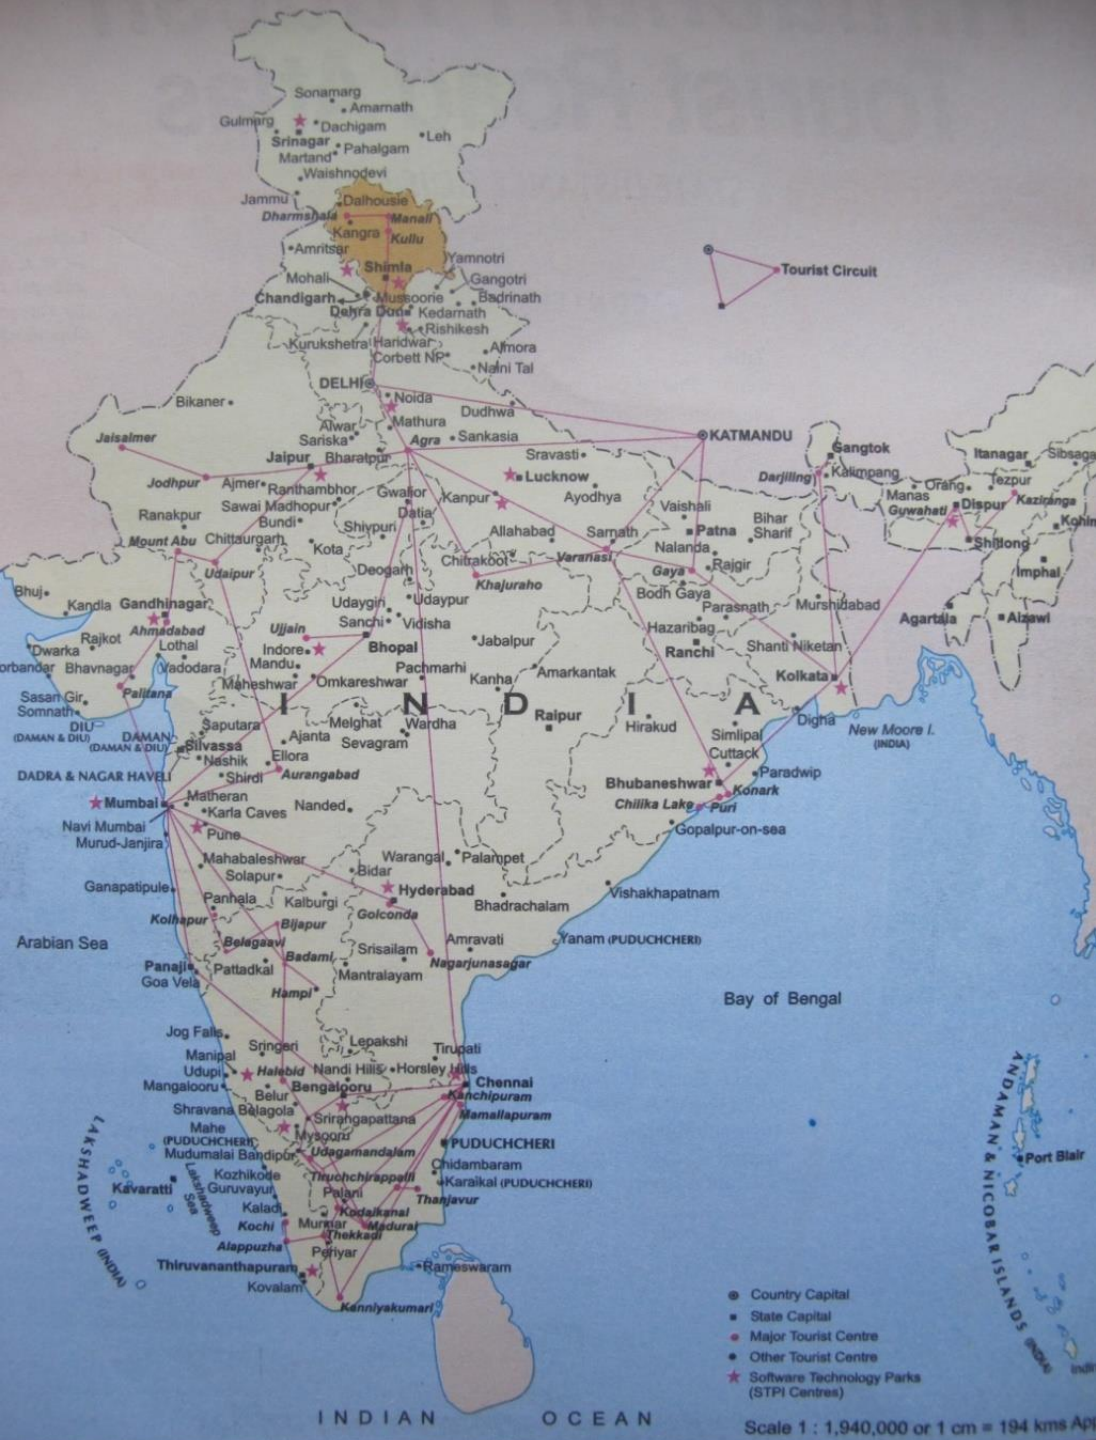 Sonamarg
Amarnath
Gulmarg
Dachigam
Srinagar
Leh
Martand
Pahalgam
Waishnodevi
Jammu
Dalhousie
Dharmshala
Manali
Kangra
Kullu
Amritsar
Shimla
Yamnotri
Mohali
Gangotri
Chandigarh
Mussoorie
Badrinath
Dehra Dun
Kedarnath
Rishikesh
Kurukshetra
Haridwar
Almora
Corbett NP
Naini Tal
Tourist Circuit
DELHI
Noida
Bikaner
Mathura
Dudhwa
Alwar
Sariska
Agra
Sankasia
KATMANDU
Jaisalmer
Jaipur
Bharatpur
Sravasti
Gangtok
Itanagar
Jodhpur
Ajmer
Ranthambhor
Lucknow
Darjiling
Kalimpang
Orang
Tezpur
Sawai Madhopur
Gwalior
Kanpur
Ayodhya
Manas
Dispur
Kaziranga
Guwahati
Ranakpur
Bundi
Datia
Vaishali
Bihar
Sharif
Shivpuri
Allahabad
Sarnath
Patna
Mount Abu
Chittaurgarh
Kota
Chitrakoot
Varanasi
Nalanda
Shillong
Udaipur
Deogarh
Khajuraho
Gaya
Rajgir
Imphal
Bhuj
Bodh Gaya
Kandla
Gandhinagar
Udaygiri
Udaypur
Parasnath
Murshidabad
Ahmadabad
Ujjain
Sanchi
Vidisha
Hazaribag
Agartala
Aizawl
Rajkot
Lothal
Indore
Bhopal
Jabalpur
Ranchi
Shanti Niketan
Dwarka
Bhavnagar
Vadodara
Mandu
Pachmarhi
Amarkantak
orbandar
Palitana
Maheshwar
Omkareshwar
Kanha
Kolkata
Sasan Gir
Somnath
INDIA
DIU
(DAMAN & DIU)
DAMAN
(DAMAN & DIU)
Saputara
Melghat
Wardha
Raipur
Hirakud
Digha
New Moore I.
(INDIA)
Silvassa
Ajanta
Sevagram
Simlipal
Nashik
Ellora
Cuttack
DADRA & NAGAR HAVELI
Shirdi
Aurangabad
Bhubaneshwar
Paradwip
Mumbai
Matheran
Nanded
Konark
Karla Caves
Chilika Lake
Puri
Navi Mumbai
Pune
Gopalpur-on-sea
Murud-Janjira
Mahabaleshwar
Warangal
Palampet
Solapur
Bidar
Ganapatipule
Hyderabad
Vishakhapatnam
Panhala
Kalburgi
Bhadrachalam
Kolhapur
Golconda
Bijapur
Arabian Sea
Belagaavi
Amravati
Yanam (PUDUCHCHERI)
Badami
Srisailam
Panaji
Pattadkal
Nagarjunasagar
Goa Vela
Mantralayam
Hampi
Bay of Bengal
Jog Falls
Sringeri
Lepakshi
Tirupati
Manipal
Udupi
Halebid
Nandi Hills
Horsley Hills
Mangalooru
Bengalooru
Chennai
Belur
Kanchipuram
Shravana Belagola
Srirangapattana
Mamallapuram
Mahe
(PUDUCHCHERI)
Mysooru
PUDUCHCHERI
Mudumalai Bandipur
Udagamandalam
Chidambaram
Kozhikode
Tiruchchirappalli
Karaikal (PUDUCHCHERI)
Kavaratti
Guruvayur
Palani
Thanjavur
Lakshadweep
Sea
Kaladi
Kodaikanal
Kochi
Munnar
Madurai
Alappuzha
Thekkadi
Periyar
Thiruvananthapuram
Rameswaram
Kovalam
Kanniyakumari
LAKSHADWEEP (INDIA)
ANDAMAN & NICOBAR ISLANDS (INDIA)
Port Blair
Country Capital
State Capital
Major Tourist Centre
Other Tourist Centre
Software Technology Parks
(STPI Centres)
INDIAN OCEAN
Scale 1 : 1,940,000 or 1 cm = 194 kms